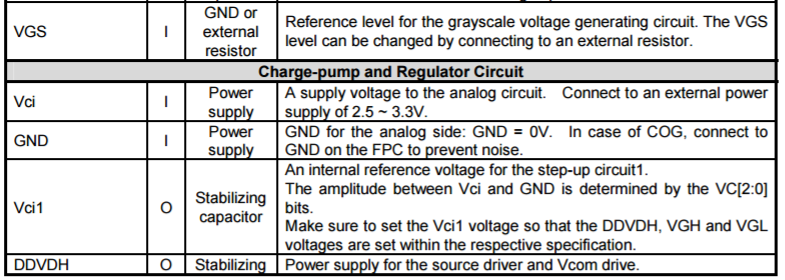 GND or
VGS I external
resistor
Reference level for the grayscale voltage generating circuit. The VGS
level can be changed by connecting to an external resistor.
Charge-pump and Regulator Circuit
Vci I Power
supply
A supply voltage to the analog circuit. Connect to an external power
supply of 2.5 ~ 3.3V.
GND I Power
supply
GND for the analog side: GND = 0V. In case of COG, connect to
GND on the FPC to prevent noise.
Vci1 O Stabilizing
capacitor
An internal reference voltage for the step-up circuit1.
The amplitude between Vci and GND is determined by the VC[2:0]
bits.
Make sure to set the Vci1 voltage so that the DDVDH, VGH and VGL
voltages are set within the respective specification.
DDVDH O Stabilizing Power supply for the source driver and Vcom drive.